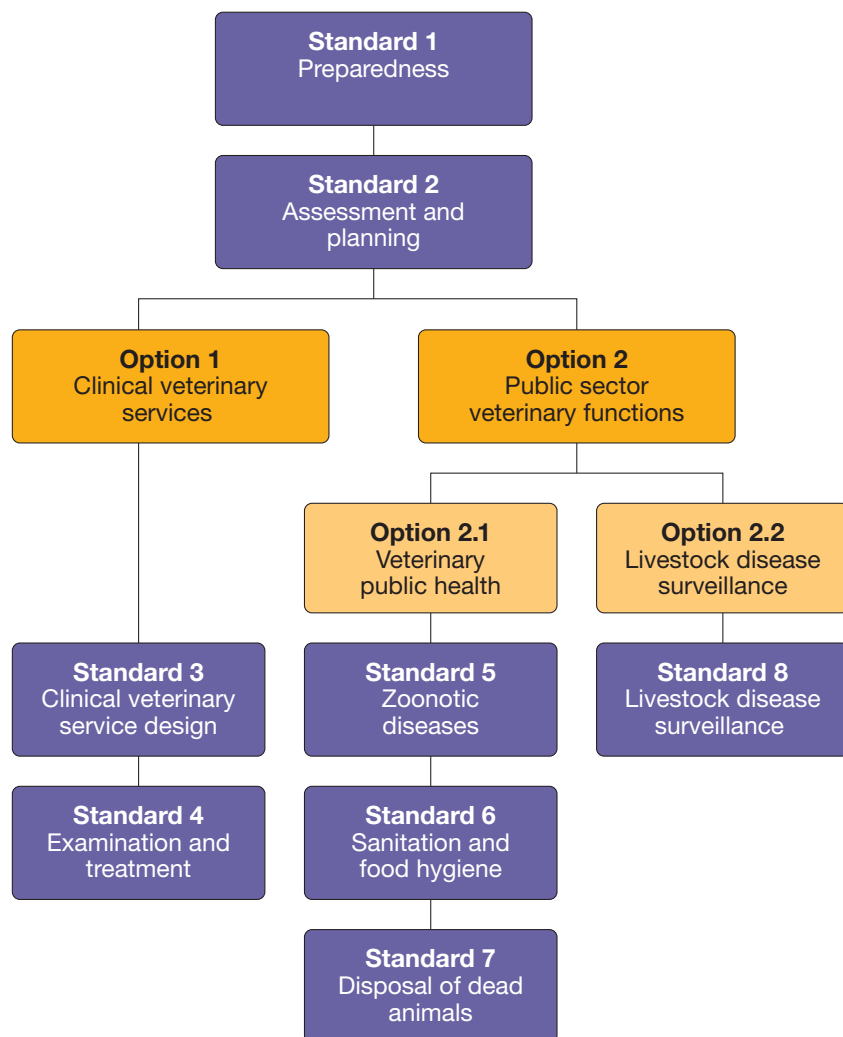 Standard 1
Preparedness
Standard 2
Assessment and
planning
Option 1
Clinical veterinary
services
Option 2
Public sector
veterinary functions
Option 2.1
Veterinary
public health
Option 2.2
Livestock disease
surveillance
Standard 3
Clinical veterinary
service design
Standard 5
Zoonotic
diseases
Standard 8
Livestock disease
surveillance
Standard 4
Examination and
treatment
Standard 6
Sanitation and
food hygiene
Standard 7
Disposal of dead
animals